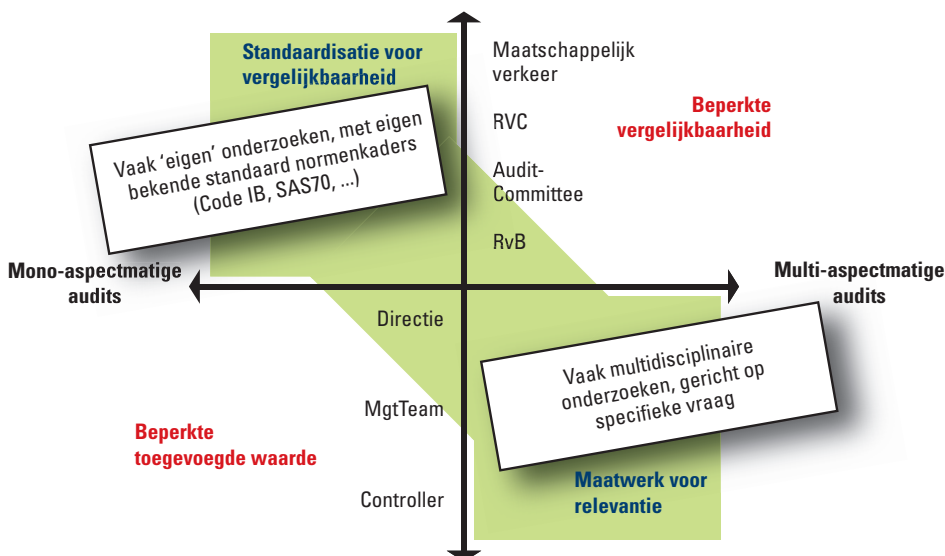 Standaardisatie voor
vergelijkbaarheid
Vaak ‘eigen’ onderzoeken, met eigen
bekende standaard normenkaders
(Code IB, SAS70, ...)
Maatschappelijk
verkeer
RVC
Audit-
Committee
RvB
Beperkte
vergelijkbaarheid
Mono-aspectmatige
audits
Multi-aspectmatige
audits
Directie
MgtTeam
Controller
Beperkte
toegevoegde waarde
Vaak multidisciplinaire
onderzoeken, gericht op
specifieke vraag
Maatwerk voor
relevantie